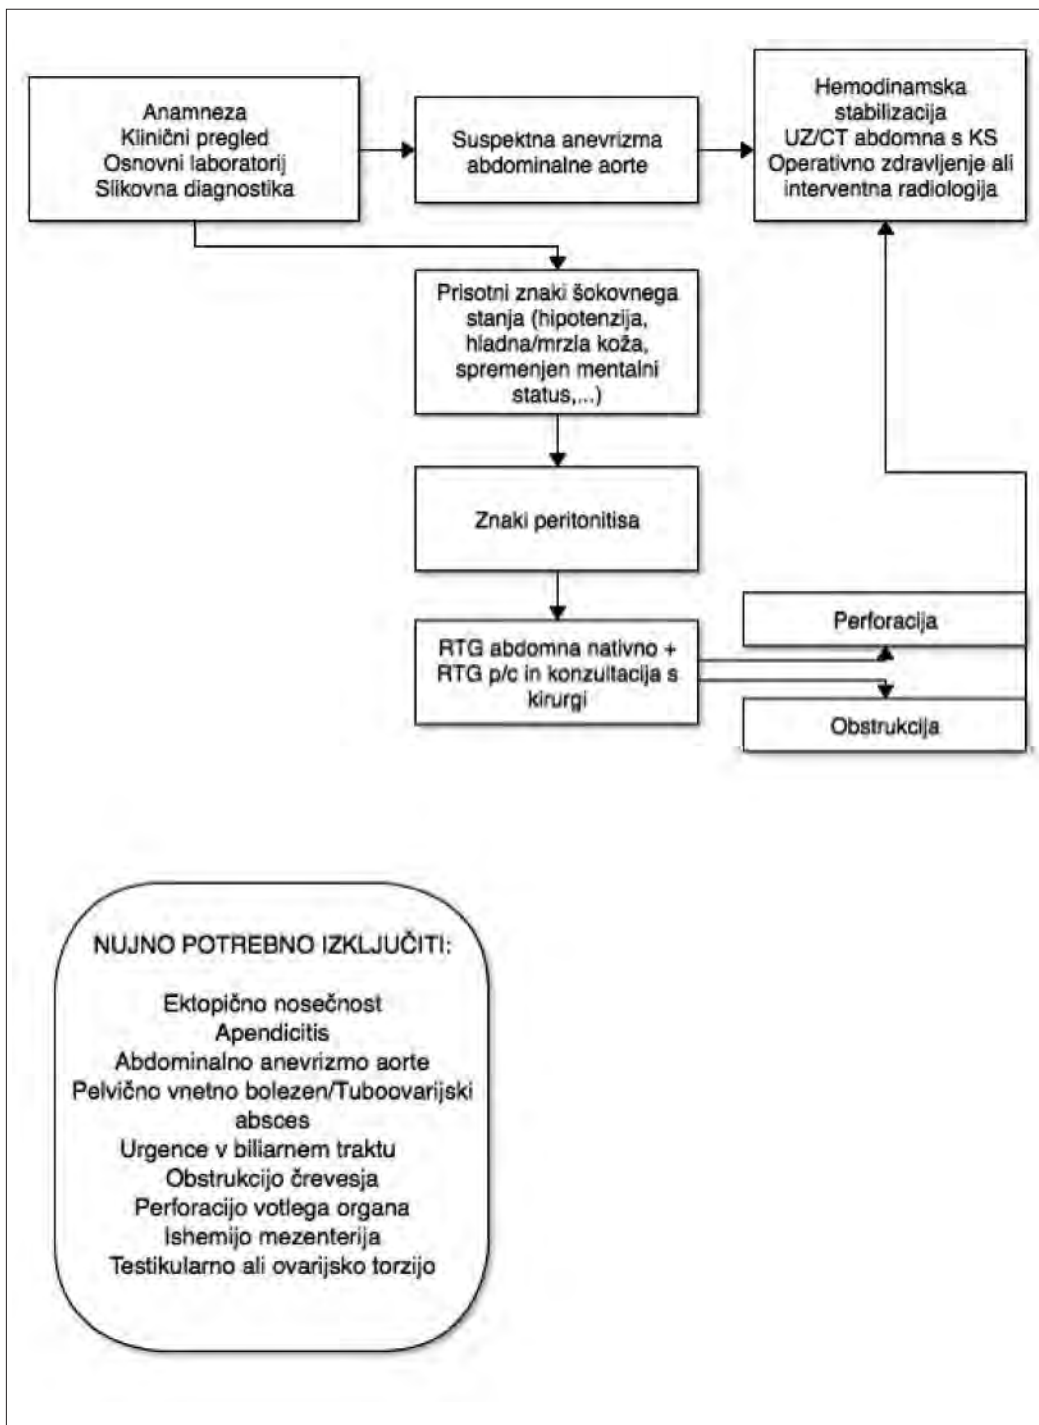 Anamneza
Klinični pregled
Osnovni laboratorij
Slikovna diagnostika
Suspektna anevrizma
abdominalne aorte
Hemodinamska
stabilizacija
UZ/CT abdomna s KS
Operativno zdravljenje ali
interventna radiologija
Prisotni znaki šokovnega
stanja (hipotenzija,
hladna/mrzla koža,
spremenjen mentalni
status,...)
Znaki peritonitisa
RTG abdomna nativno +
RTG p/c in konzultacija s
kirurgi
Perforacija
Obstrukcija
NUJNO POTREBNO IZKLJUČITI:
Ektopično nosečnost
Apendicitis
Abdominalno anevrizmo aorte
Pelvično vnetno bolezen/Tuboovarijski
absces
Urgence v biliarnem traktu
Obstrukcijo črevesja
Perforacijo votlega organa
Ishemijo mezenterija
Testikularno ali ovarijsko torzijo